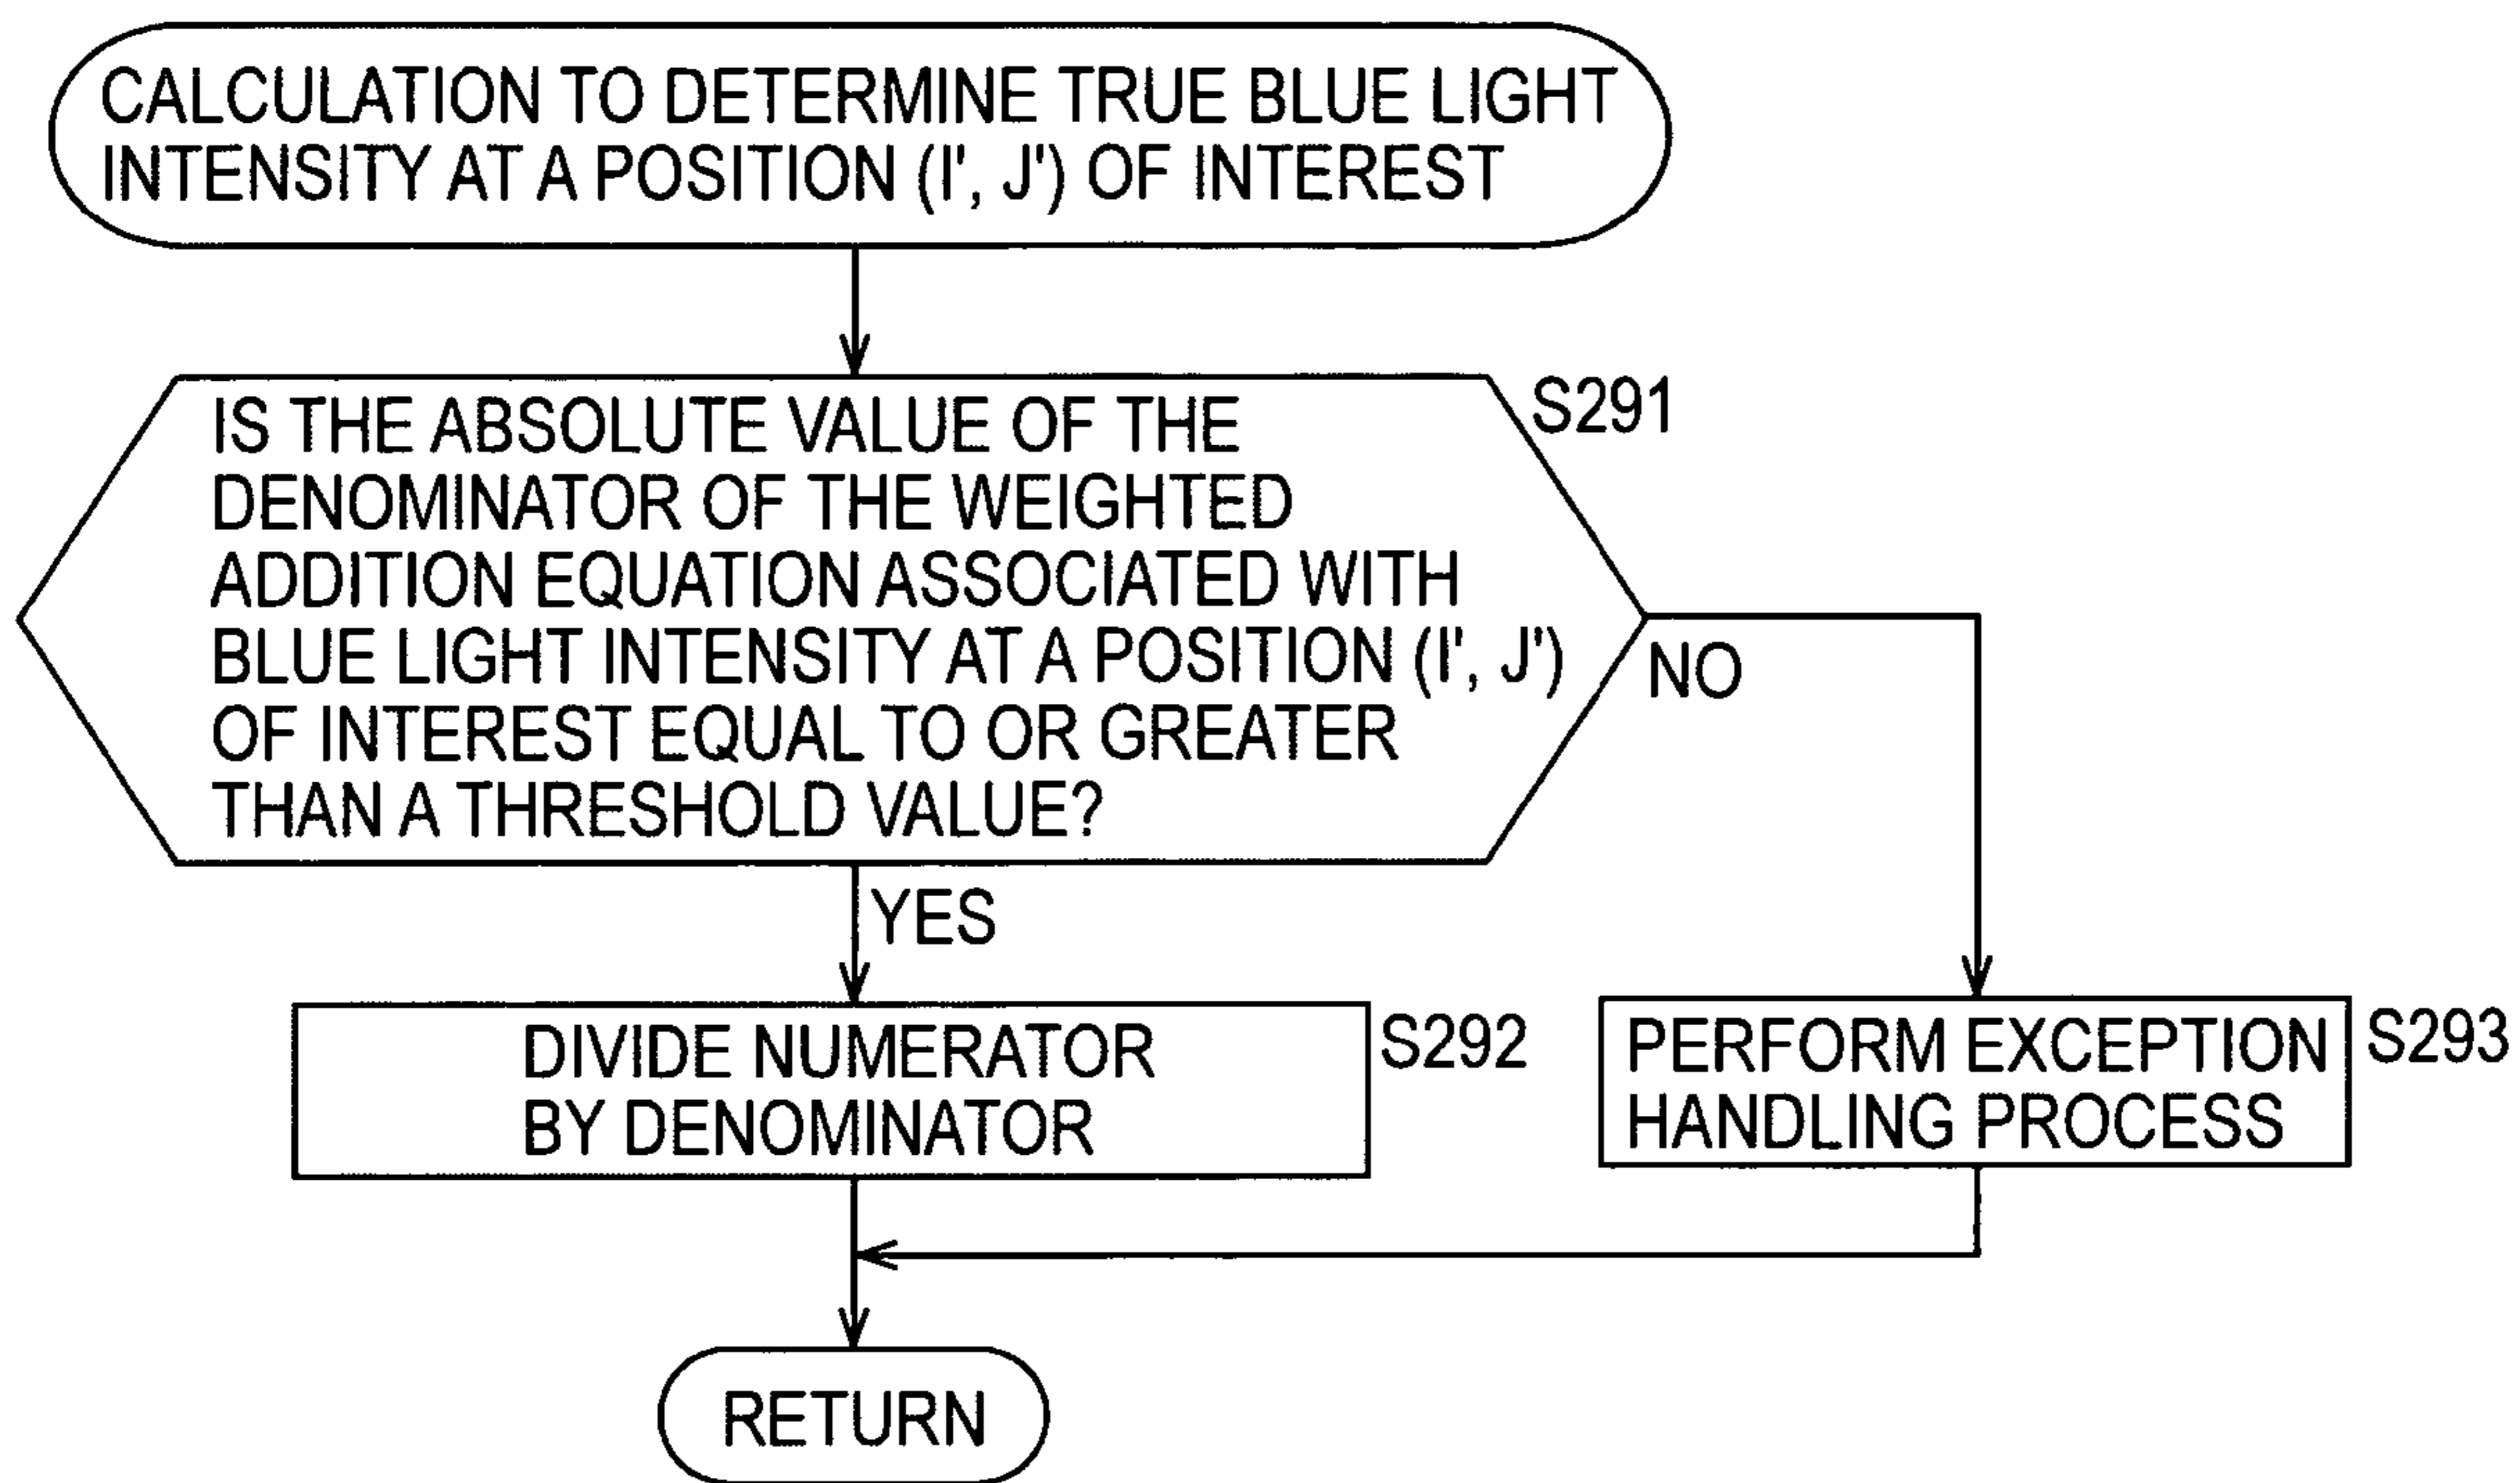 CALCULATION TO DETERMINE TRUE BLUE LIGHT
INTENSITY AT A POSITION (I', J') OF INTEREST
S291
IS THE ABSOLUTE VALUE OF THE
DENOMINATOR OF THE WEIGHTED
ADDITION EQUATION ASSOCIATED WITH
BLUE LIGHT INTENSITY AT A POSITION (I', J')
OF INTEREST EQUAL TO OR GREATER
THAN A THRESHOLD VALUE?
NO
YES
DIVIDE NUMERATOR
BY DENOMINATOR
S292
PERFORM EXCEPTION
HANDLING PROCESS
S293
RETURN